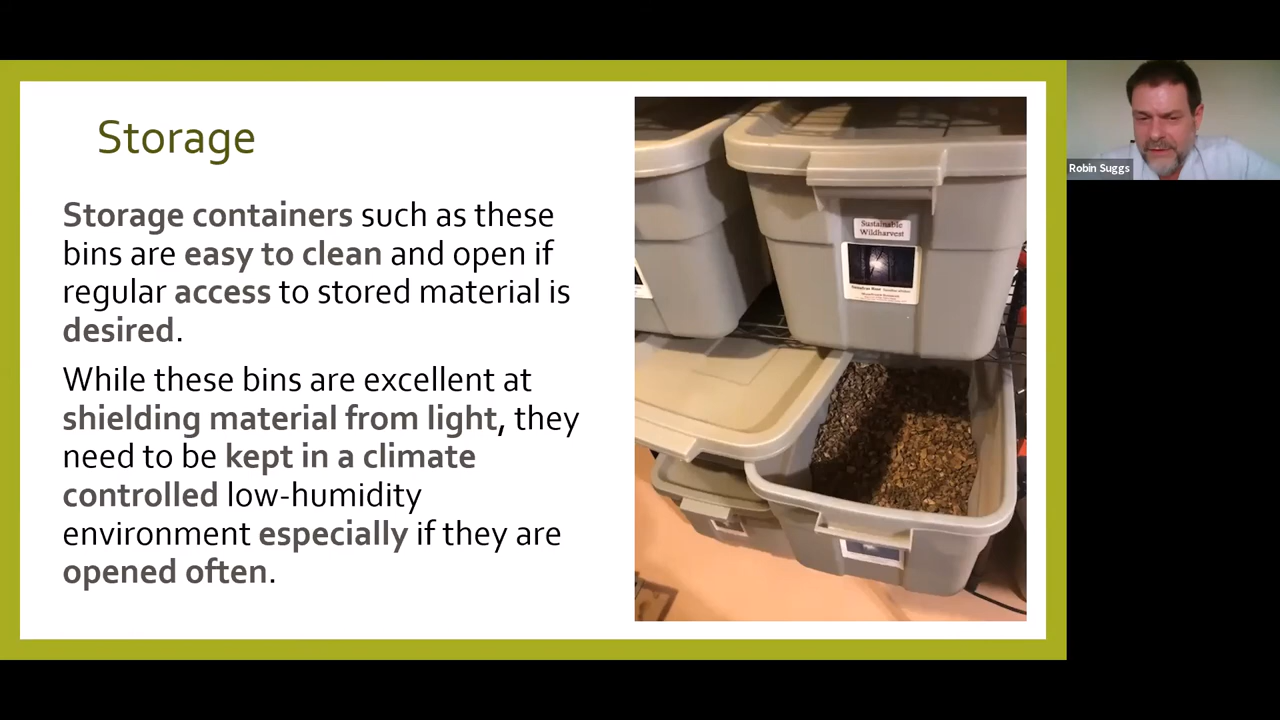 Storage
Storage containers such as these
bins are easy to clean and open if
regular access to stored material is
desired.
While these bins are excellent at
shielding material from light, they
need to be kept in a climate
controlled low-humidity
environment especially if they are
opened often.
Sustainable
Wildharvest
Robin Suggs